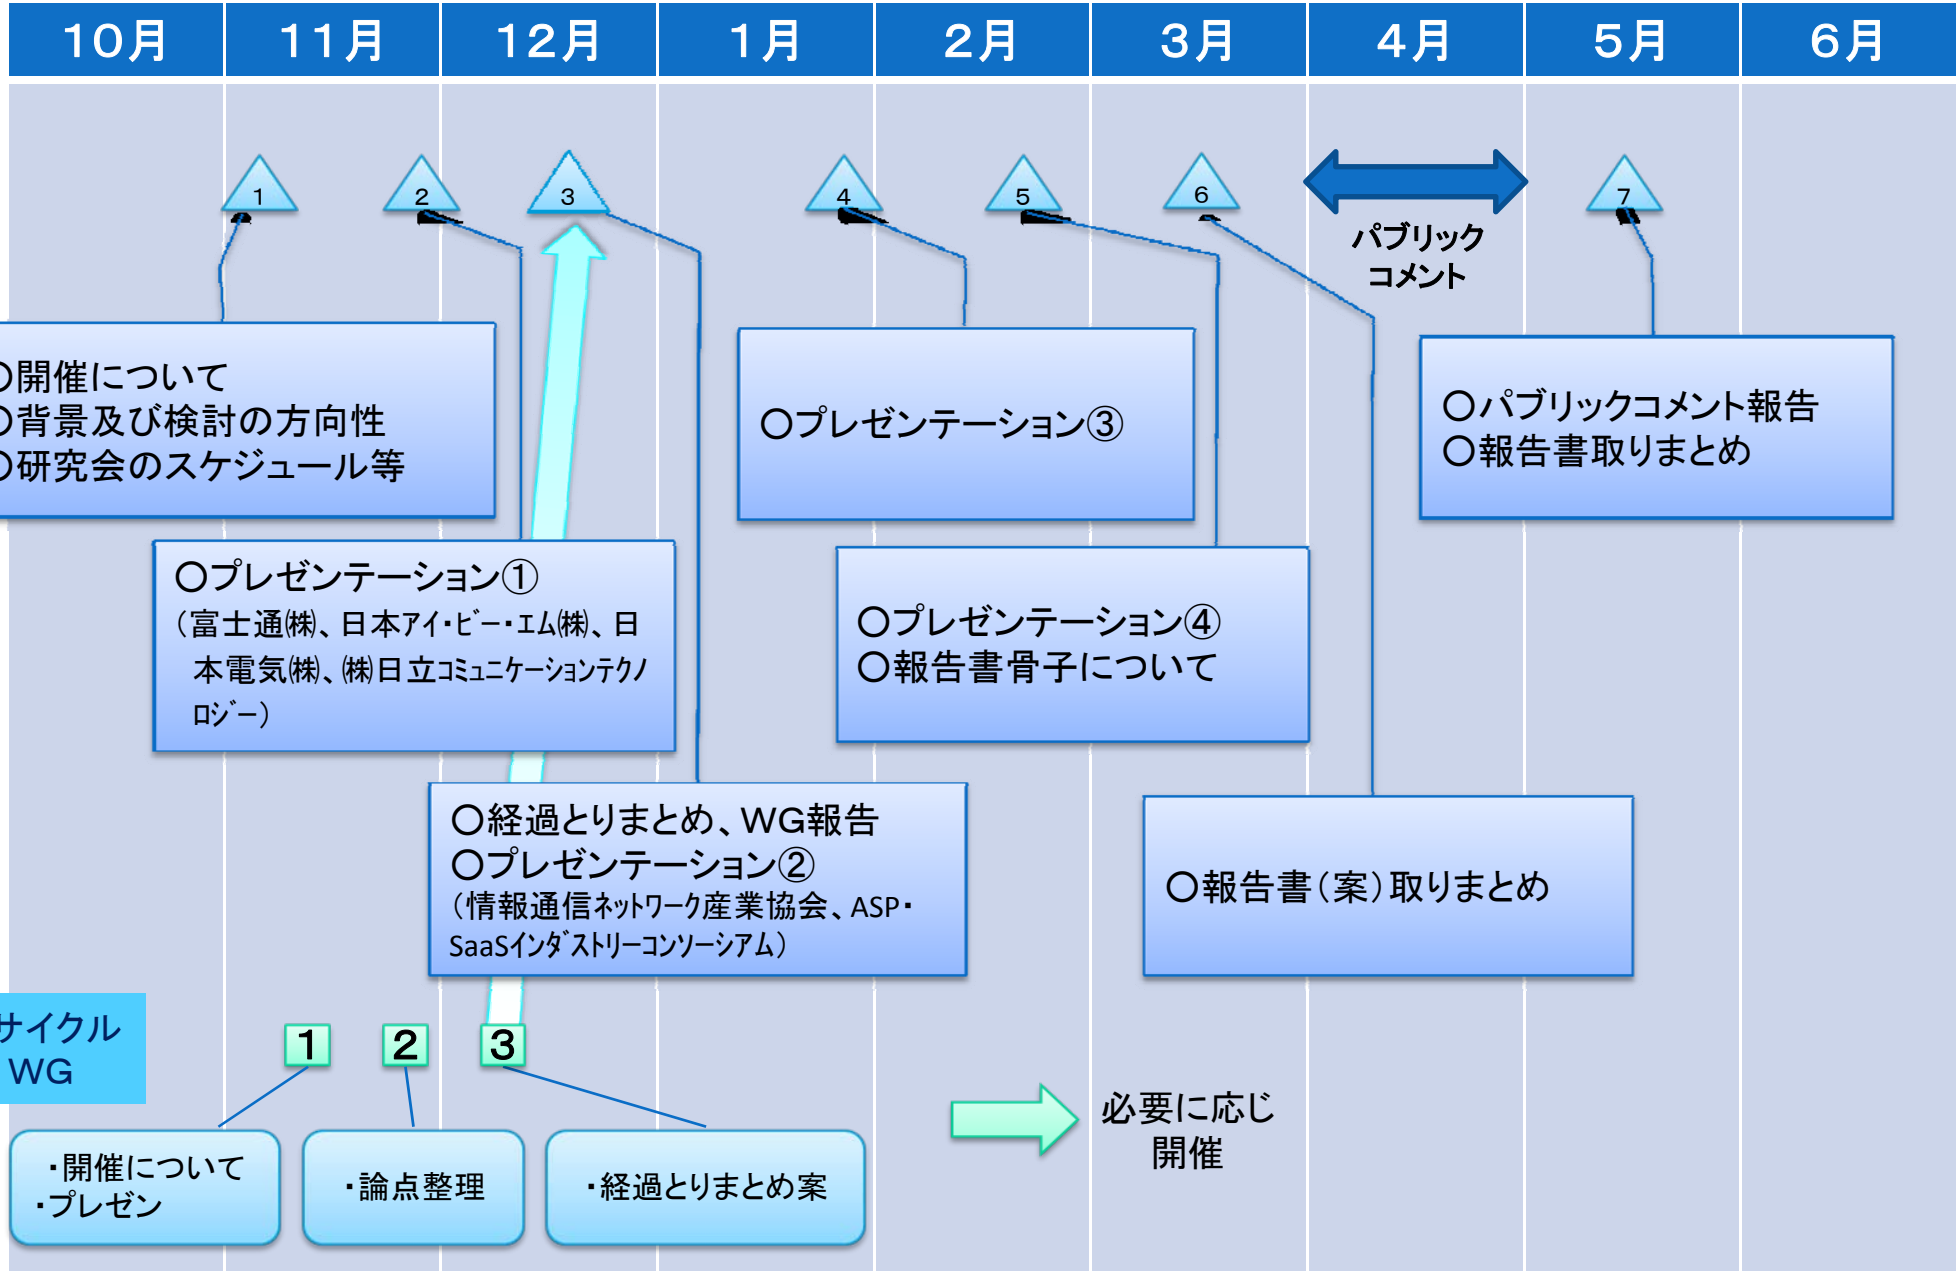 10月 11月 12月 1月 2月 3月 4月 5月 6月
1 2 3 4 5 6 7
パブリック
コメント
○開催について
○背景及び検討の方向性
○研究会のスケジュール等
○プレゼンテーション③
○パブリックコメント報告
○報告書取りまとめ
○プレゼンテーション①
（富士通㈱、日本アイ・ビー・エム㈱、日
本電気㈱、㈱日立コミュニケーションテクノ
ロジー）
○プレゼンテーション④
○報告書骨子について
○経過とりまとめ、WG報告
○プレゼンテーション②
（情報通信ネットワーク産業協会、ASP・
SaaSインダストリーコンソーシアム）
○報告書（案）取りまとめ
サイクル
WG
1 2 3
・開催について
・プレゼン
・論点整理
・経過とりまとめ案
必要に応じ
開催